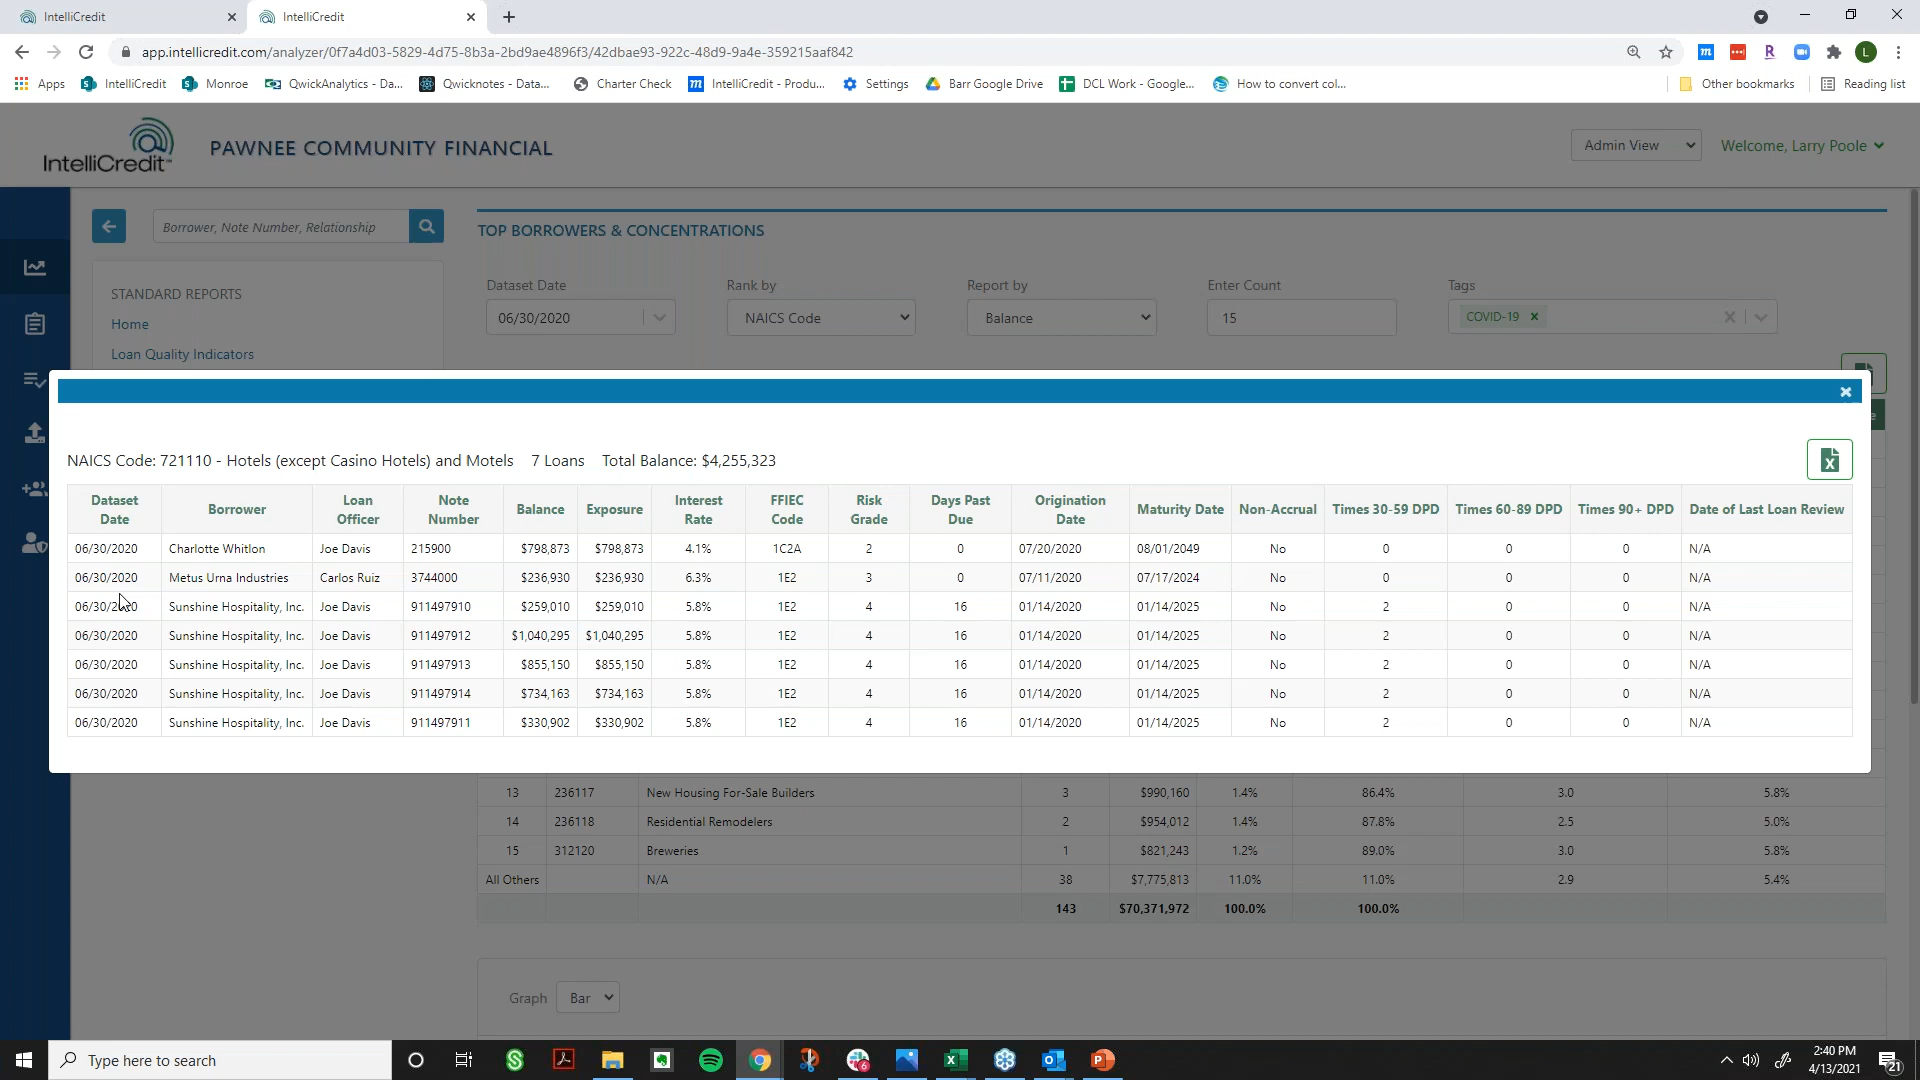 IntelliCredit
IntelliCredit
app.intellicredit.com/analyzer/0f7a4d03-5829-4d75-8b3a-2bd9ae4896f3/42dbae93-922c-48d9-9a4e-359215aaf842
Apps IntelliCredit Monroe QwickAnalytics - Da... Qwicknotes - Data... Charter Check IntelliCredit - Produ... Settings Barr Google Drive DCL Work - Google... How to convert col... Other bookmarks Reading list
IntelliCredit™ PAWNEE COMMUNITY FINANCIAL Admin View Welcome, Larry Poole
Borrower, Note Number, Relationship
TOP BORROWERS & CONCENTRATIONS
STANDARD REPORTS
Home
Loan Quality Indicators
Dataset Date Rank by Report by Enter Count Tags
06/30/2020 NAICS Code Balance 15 COVID-19
NAICS Code: 721110 - Hotels (except Casino Hotels) and Motels 7 Loans Total Balance: $4,255,323
Dataset Date Borrower Loan Officer Note Number Balance Exposure Interest Rate FFIEC Code Risk Grade Days Past Due Origination Date Maturity Date Non-Accrual Times 30-59 DPD Times 60-89 DPD Times 90+ DPD Date of Last Loan Review
06/30/2020 Charlotte Whitlon Joe Davis 215900 $798,873 $798,873 4.1% 1C2A 2 0 07/20/2020 08/01/2049 No 0 0 0 N/A
06/30/2020 Metus Urna Industries Carlos Ruiz 3744000 $236,930 $236,930 6.3% 1E2 3 0 07/11/2020 07/17/2024 No 0 0 0 N/A
06/30/2020 Sunshine Hospitality, Inc. Joe Davis 911497910 $259,010 $259,010 5.8% 1E2 4 16 01/14/2020 01/14/2025 No 2 0 0 N/A
06/30/2020 Sunshine Hospitality, Inc. Joe Davis 911497912 $1,040,295 $1,040,295 5.8% 1E2 4 16 01/14/2020 01/14/2025 No 2 0 0 N/A
06/30/2020 Sunshine Hospitality, Inc. Joe Davis 911497913 $855,150 $855,150 5.8% 1E2 4 16 01/14/2020 01/14/2025 No 2 0 0 N/A
06/30/2020 Sunshine Hospitality, Inc. Joe Davis 911497914 $734,163 $734,163 5.8% 1E2 4 16 01/14/2020 01/14/2025 No 2 0 0 N/A
06/30/2020 Sunshine Hospitality, Inc. Joe Davis 911497911 $330,902 $330,902 5.8% 1E2 4 16 01/14/2020 01/14/2025 No 2 0 0 N/A
13 236117 New Housing For-Sale Builders 3 $990,160 1.4% 86.4% 3.0 5.8%
14 236118 Residential Remodelers 2 $954,012 1.4% 87.8% 2.5 5.0%
15 312120 Breweries 1 $821,243 1.2% 89.0% 3.0 5.8%
All Others N/A 38 $7,775,813 11.0% 11.0% 2.9 5.4%
143 $70,371,972 100.0% 100.0%
Graph Bar
Type here to search
2:40 PM
4/13/2021
21